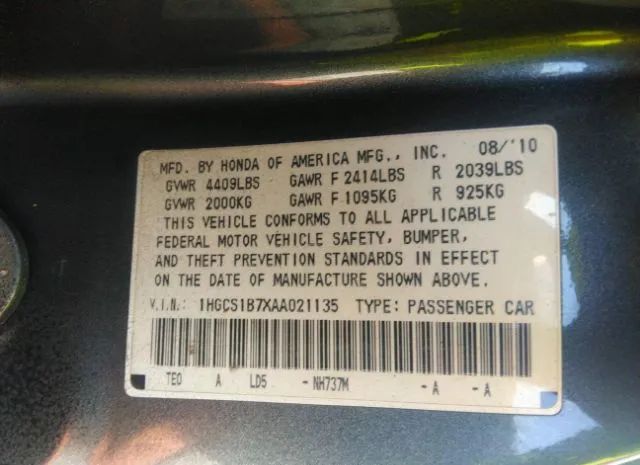 MFD. BY HONDA OF AMERICA MFG., INC. 08/'10
GVWR 4409LBS GAWR F 2414LBS R 2039LBS
GVWR 2000KG GAWR F 1095KG R 925KG
THIS VEHICLE CONFORMS TO ALL APPLICABLE
FEDERAL MOTOR VEHICLE SAFETY, BUMPER,
AND THEFT PREVENTION STANDARDS IN EFFECT
ON THE DATE OF MANUFACTURE SHOWN ABOVE.
V.I.N.: 1HGCS1B7XAA021135 TYPE: PASSENGER CAR
TE0 A LD5 - NH737M - A - A